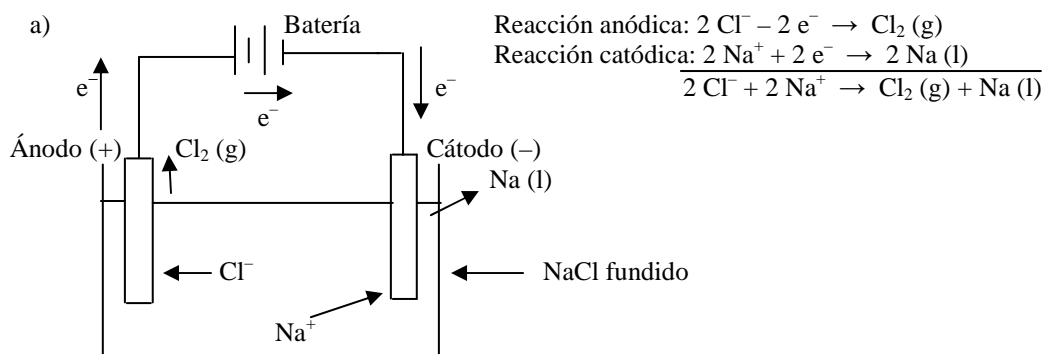 a)
Batería
Reacción anódica: 2 Cl⁻ – 2 e⁻ → Cl₂ (g)
Reacción catódica: 2 Na⁺ + 2 e⁻ → 2 Na (l)
2 Cl⁻ + 2 Na⁺ → Cl₂ (g) + Na (l)
e⁻
e⁻
e⁻
Ánodo (+)
Cl₂ (g)
Cátodo (–)
Na (l)
Cl⁻
NaCl fundido
Na⁺